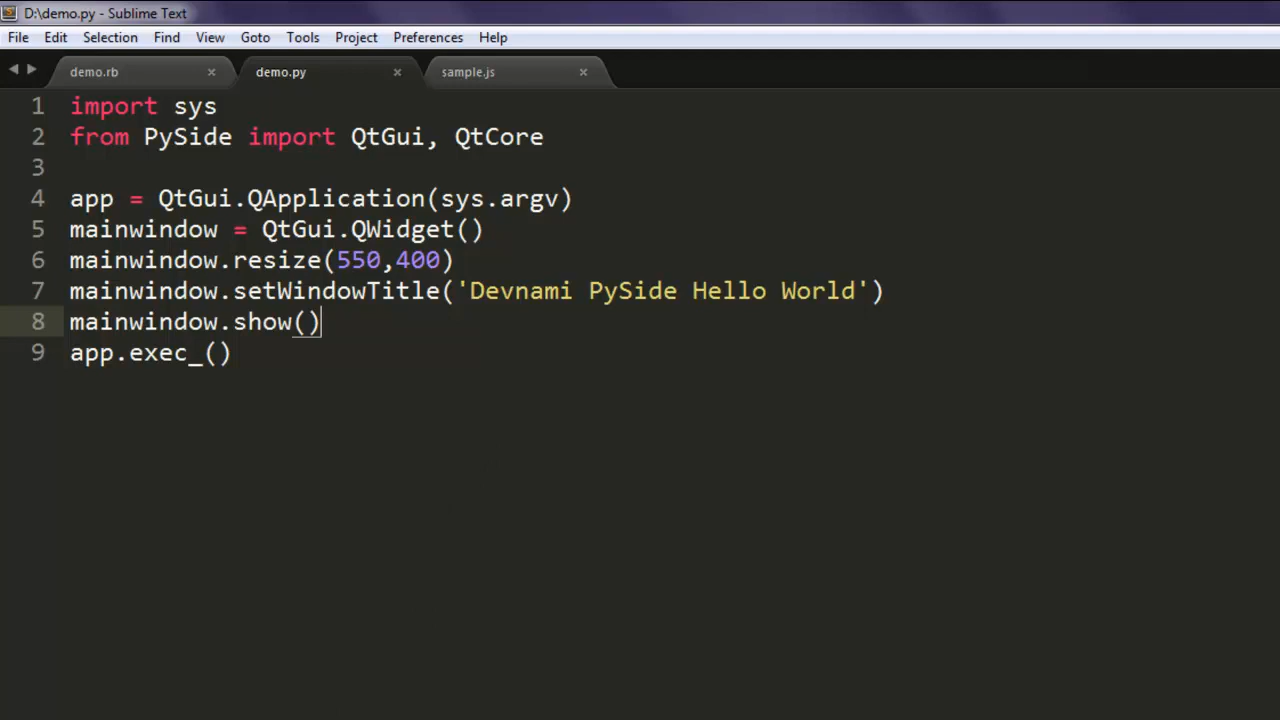 D:\demo.py - Sublime Text
File Edit Selection Find View Goto Tools Project Preferences Help
demo.rb × demo.py × sample.js ×
1 import sys
2 from PySide import QtGui, QtCore
3
4 app = QtGui.QApplication(sys.argv)
5 mainwindow = QtGui.QWidget()
6 mainwindow.resize(550,400)
7 mainwindow.setWindowTitle('Devnami PySide Hello World')
8 mainwindow.show()
9 app.exec_()